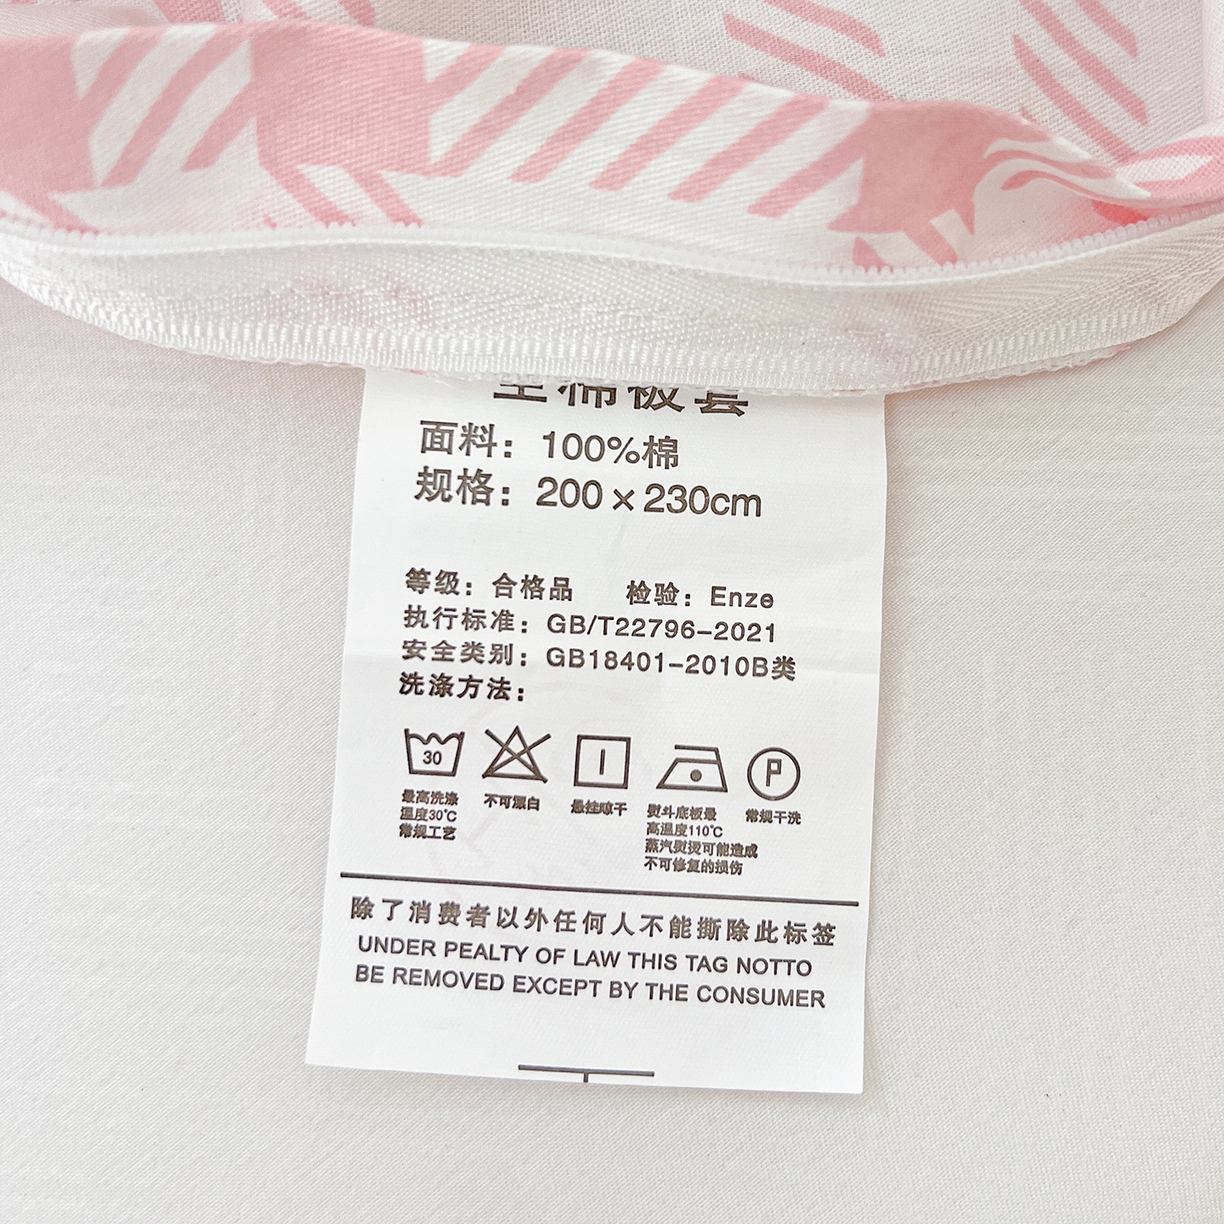 全棉被套
面料：100%棉
规格：200×230cm
等级：合格品 检验：Enze
执行标准：GB/T22796-2021
安全类别：GB18401-2010B类
洗涤方法：
30
P
最高洗涤
温度30℃
常规工艺
不可漂白
悬挂晾干
熨斗底板最
高温度110℃
蒸汽熨烫可能造成
不可修复的损伤
常规干洗
除了消费者以外任何人不能撕除此标签
UNDER PEALTY OF LAW THIS TAG NOTTO
BE REMOVED EXCEPT BY THE CONSUMER